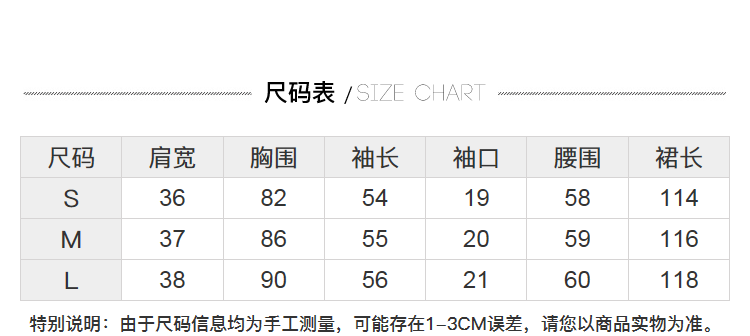 尺码表 /SIZE CHART
尺码 肩宽 胸围 袖长 袖口 腰围 裙长
S 36 82 54 19 58 114
M 37 86 55 20 59 116
L 38 90 56 21 60 118
特别说明：由于尺码信息均为手工测量，可能存在1-3CM误差，请您以商品实物为准。